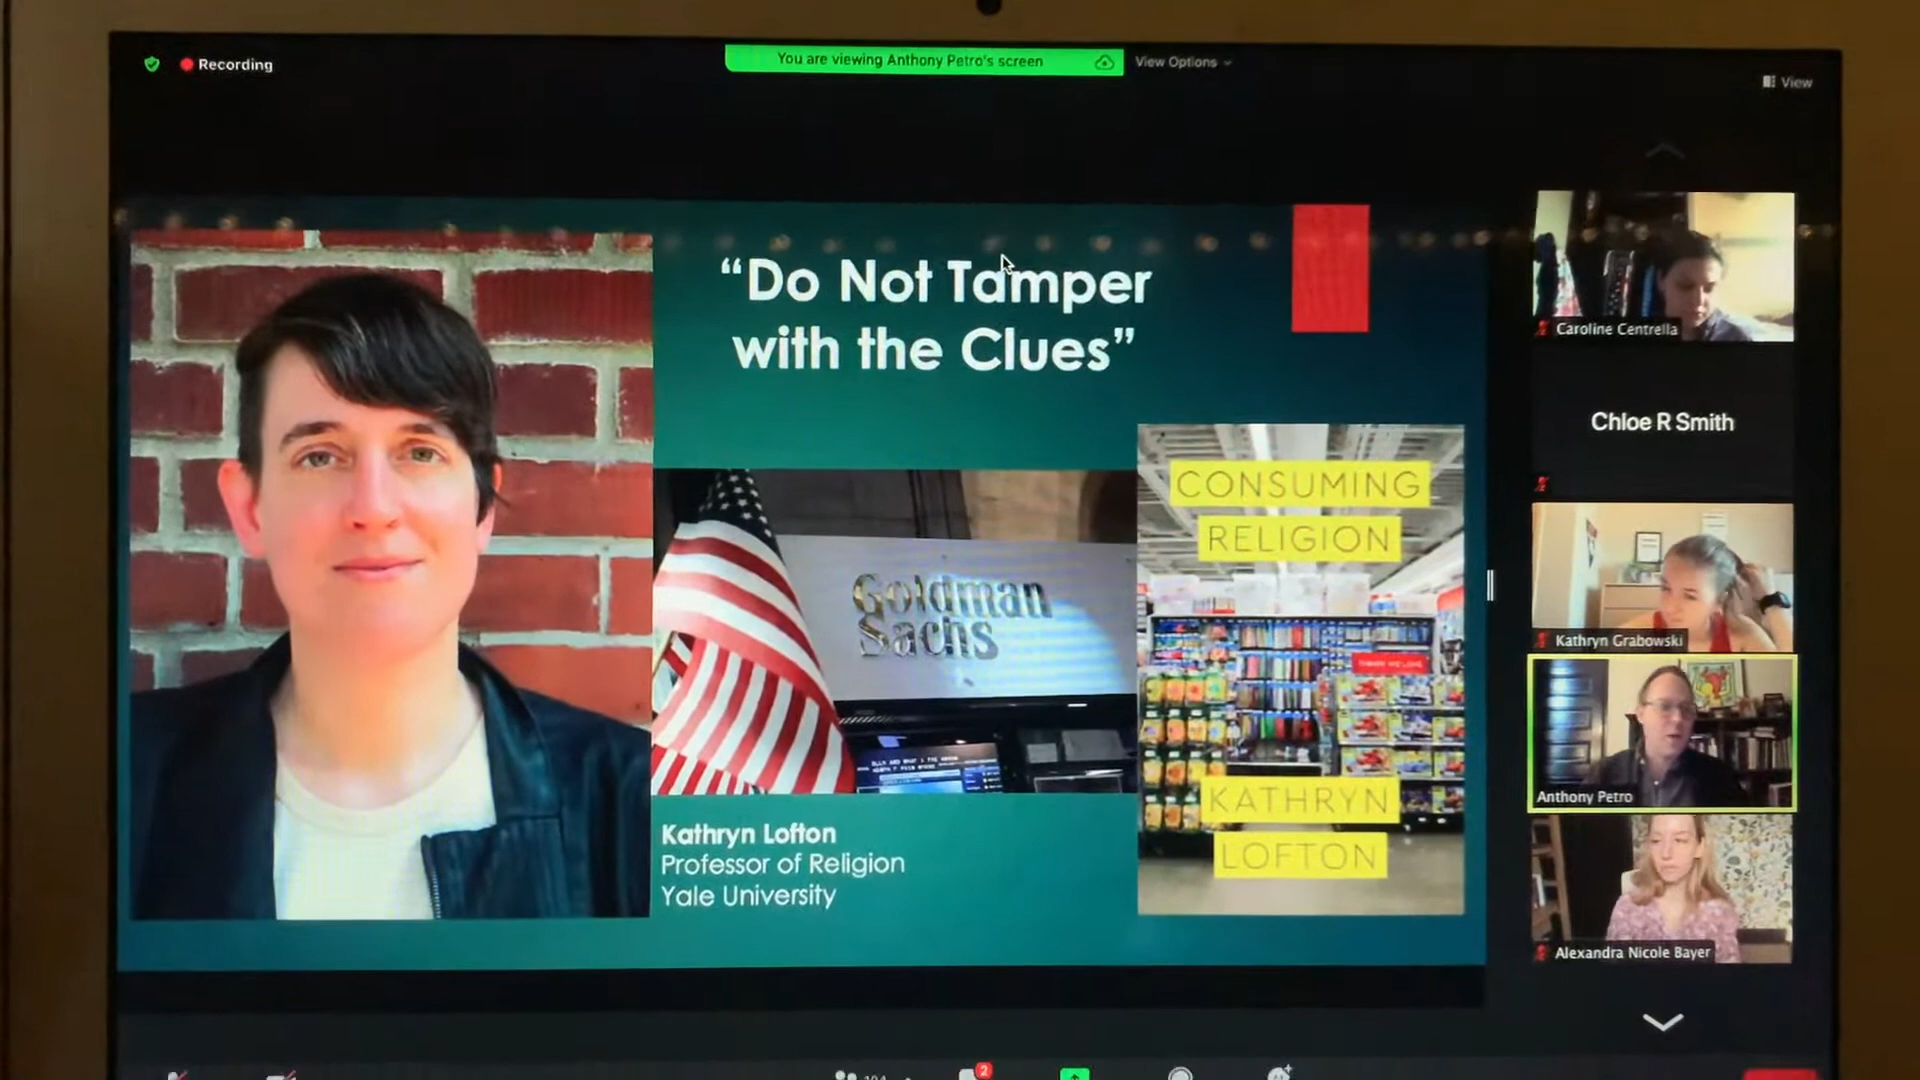 Recording
You are viewing Anthony Petro's screen
View Options
View
“Do Not Tamper
with the Clues”
Goldman
Sachs
Kathryn Lofton
Professor of Religion
Yale University
CONSUMING
RELIGION
KATHRYN
LOFTON
Caroline Centrella
Chloe R Smith
Kathryn Grabowski
Anthony Petro
Alexandra Nicole Bayer
2